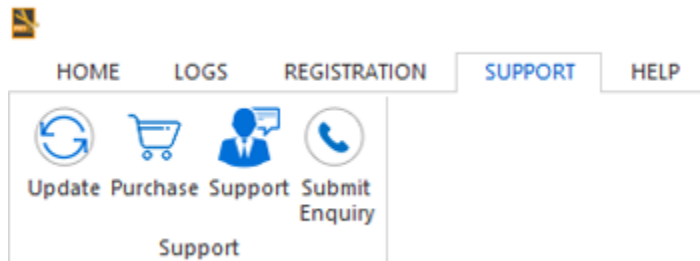 HOME LOGS REGISTRATION SUPPORT HELP
Update Purchase Support Submit
Enquiry
Support